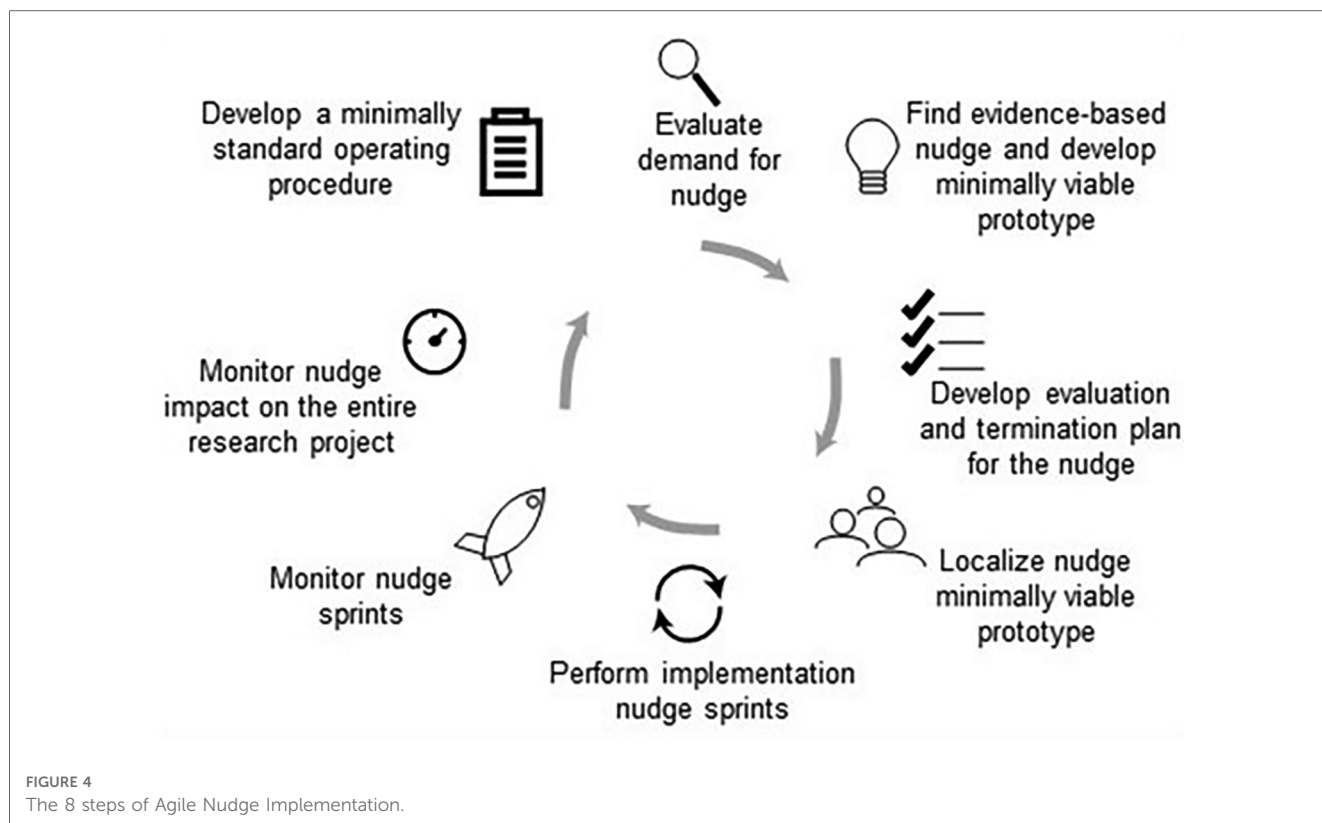 Evaluate
demand for
nudge
Find evidence-based
nudge and develop
minimally viable
prototype
Develop evaluation
and termination plan
for the nudge
Localize nudge
minimally viable
prototype
Perform implementation
nudge sprints
Monitor nudge
sprints
Monitor nudge
impact on the entire
research project
Develop a minimally
standard operating
procedure
FIGURE 4
The 8 steps of Agile Nudge Implementation.